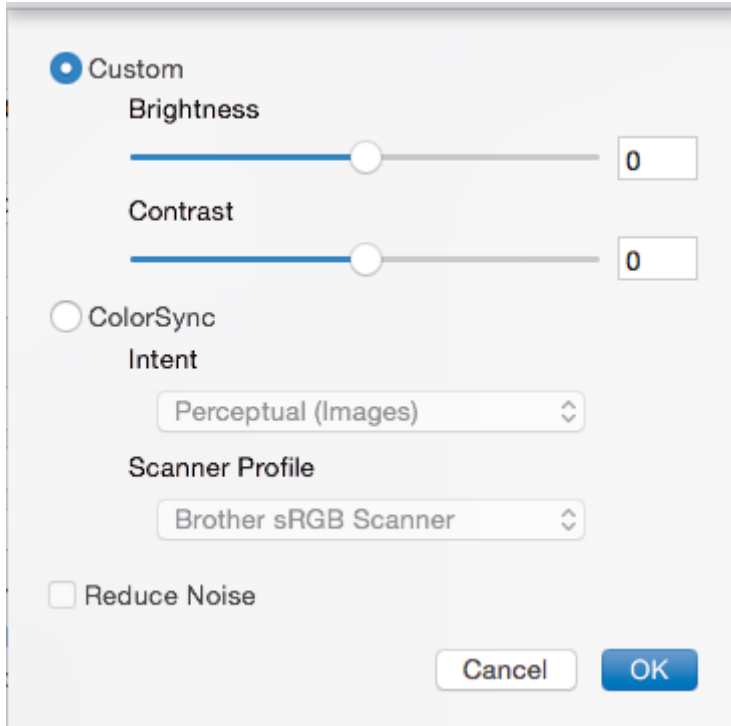 Custom
Brightness
0
Contrast
0
ColorSync
Intent
Perceptual (Images)
Scanner Profile
Brother sRGB Scanner
Reduce Noise
Cancel OK